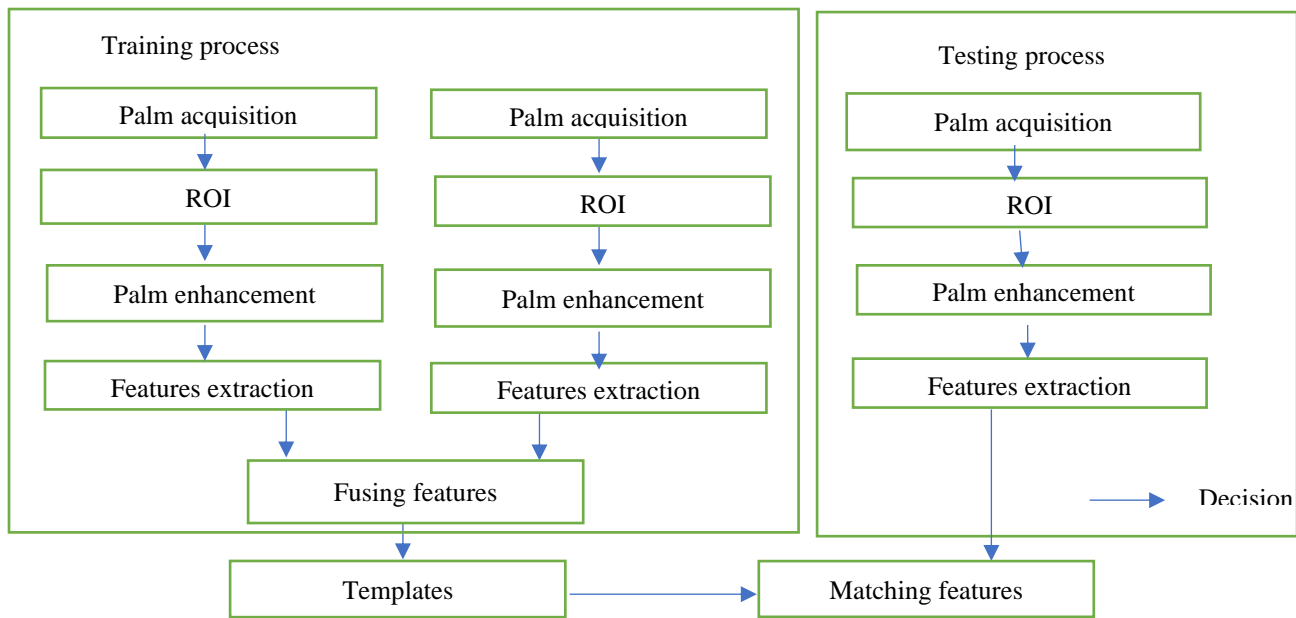 Training process
Palm acquisition
ROI
Palm enhancement
Features extraction
Palm acquisition
ROI
Palm enhancement
Features extraction
Fusing features
Templates
Testing process
Palm acquisition
ROI
Palm enhancement
Features extraction
Decision
Matching features